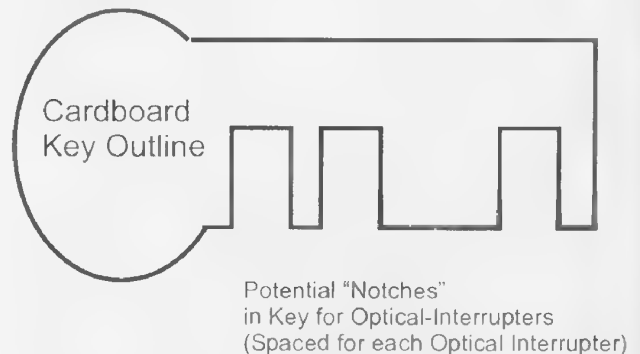 Cardboard
Key Outline
Potential “Notches”
in Key for Optical-Interrupters
(Spaced for each Optical Interrupter)